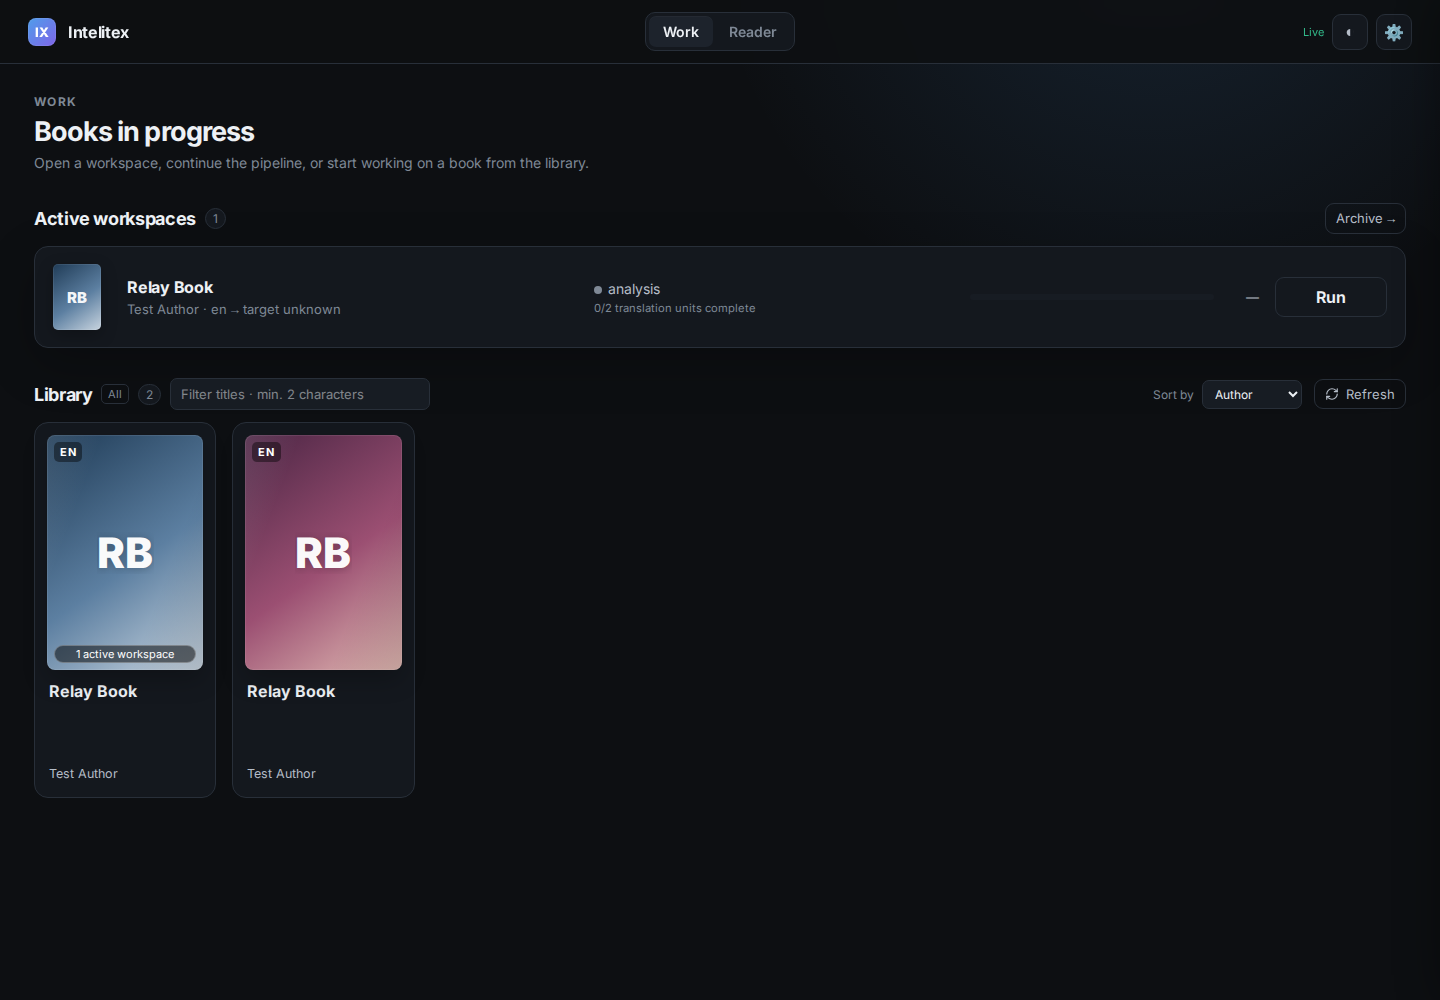 IX Intelitex Work Reader Live
WORK
Books in progress
Open a workspace, continue the pipeline, or start working on a book from the library.
Active workspaces 1 Archive →
RB
Relay Book
Test Author · en → target unknown
analysis
0/2 translation units complete
— Run
Library All 2 Filter titles · min. 2 characters Sort by Author Refresh
EN
RB
1 active workspace
Relay Book
Test Author
EN
RB
Relay Book
Test Author